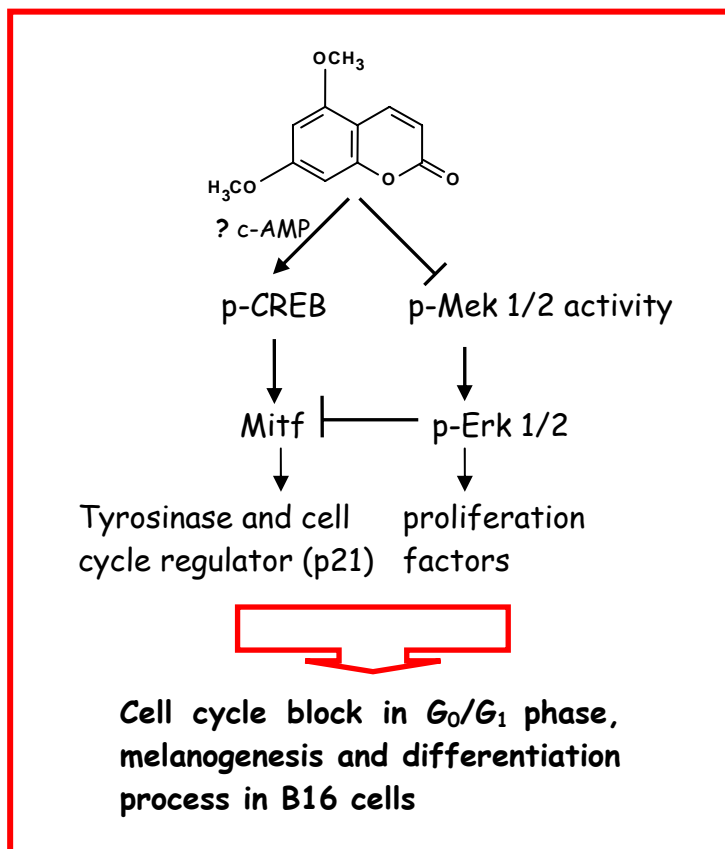 OCH₃
H₃CO
O
O
? c-AMP
p-CREB
p-Mek 1/2 activity
Mitf
p-Erk 1/2
Tyrosinase and cell
cycle regulator (p21)
proliferation
factors
Cell cycle block in G₀/G₁ phase,
melanogenesis and differentiation
process in B16 cells